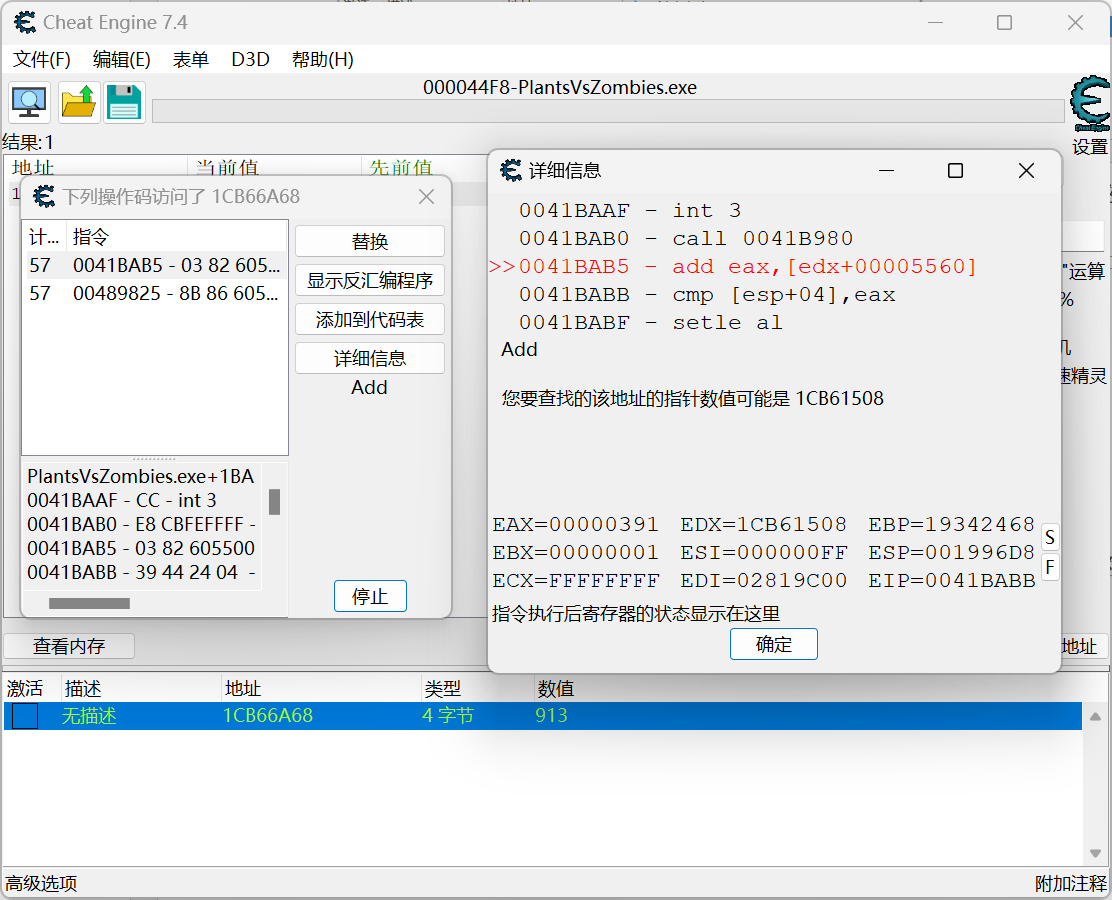 Cheat Engine 7.4
文件(F) 编辑(E) 表单 D3D 帮助(H)
000044F8-PlantsVsZombies.exe
Cheat Engine
设置
结果:1
地址 当前值 先前值
1
下列操作码访问了 1CB66A68
计... 指令
57 0041BAB5 - 03 82 605...
57 00489825 - 8B 86 605...
替换
显示反汇编程序
添加到代码表
详细信息
Add
PlantsVsZombies.exe+1BA
0041BAAF - CC - int 3
0041BAB0 - E8 CBFEFFFF -
0041BAB5 - 03 82 605500
0041BABB - 39 44 24 04 -
停止
详细信息
0041BAAF - int 3
0041BAB0 - call 0041B980
>>0041BAB5 - add eax,[edx+00005560]
0041BABB - cmp [esp+04],eax
0041BABF - setle al
Add
您要查找的该地址的指针数值可能是 1CB61508
EAX=00000391 EDX=1CB61508 EBP=19342468
EBX=00000001 ESI=000000FF ESP=001996D8
ECX=FFFFFFFF EDI=02819C00 EIP=0041BABB
S
F
指令执行后寄存器的状态显示在这里
确定
"运算
%
几
速精灵
查看内存
地址
激活 描述 地址 类型 数值
无描述 1CB66A68 4 字节 913
高级选项 附加注释